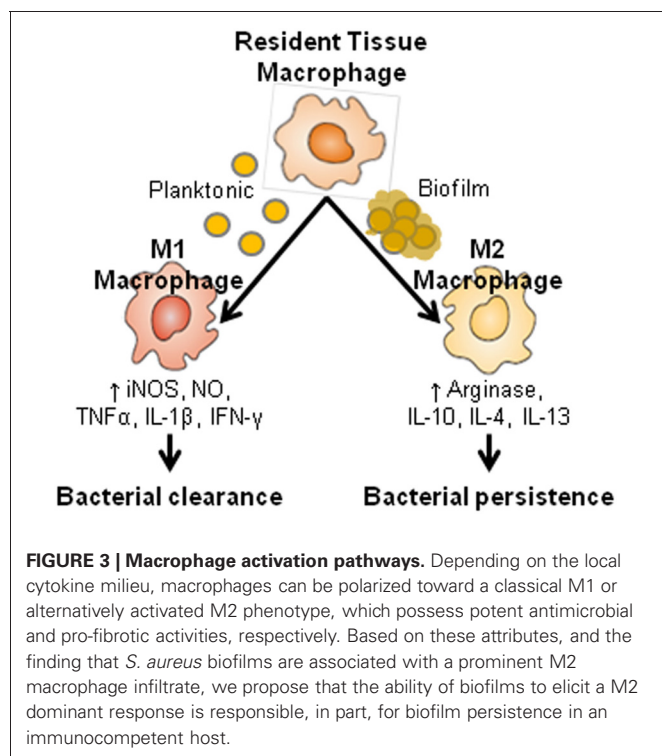 Resident Tissue
Macrophage
Planktonic
Biofilm
M1
Macrophage
M2
Macrophage
↑ iNOS, NO,
TNFα, IL-1β, IFN-γ
↑ Arginase,
IL-10, IL-4, IL-13
Bacterial clearance
Bacterial persistence
FIGURE 3 | Macrophage activation pathways. Depending on the local
cytokine milieu, macrophages can be polarized toward a classical M1 or
alternatively activated M2 phenotype, which possess potent antimicrobial
and pro-fibrotic activities, respectively. Based on these attributes, and the
finding that S. aureus biofilms are associated with a prominent M2
macrophage infiltrate, we propose that the ability of biofilms to elicit a M2
dominant response is responsible, in part, for biofilm persistence in an
immunocompetent host.